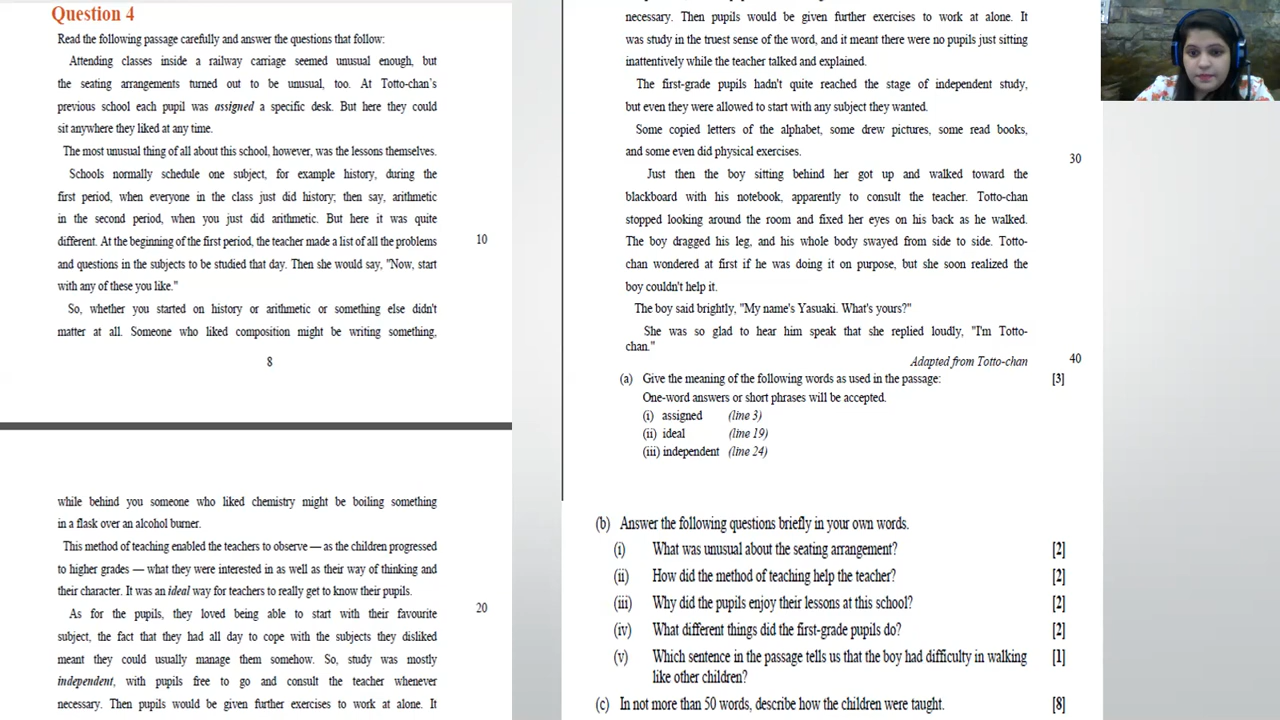 Question 4
Read the following passage carefully and answer the questions that follow:
Attending classes inside a railway carriage seemed unusual enough, but
the seating arrangements turned out to be unusual, too. At Totto-chan's
previous school each pupil was assigned a specific desk. But here they could
sit anywhere they liked at any time.
The most unusual thing of all about this school, however, was the lessons themselves.
Schools normally schedule one subject, for example history, during the
first period, when everyone in the class just did history; then say, arithmetic
in the second period, when you just did arithmetic. But here it was quite
different. At the beginning of the first period, the teacher made a list of all the problems
10
and questions in the subjects to be studied that day. Then she would say, "Now, start
with any of these you like."
So, whether you started on history or arithmetic or something else didn't
matter at all. Someone who liked composition might be writing something,
8
while behind you someone who liked chemistry might be boiling something
in a flask over an alcohol burner.
This method of teaching enabled the teachers to observe — as the children progressed
to higher grades — what they were interested in as well as their way of thinking and
their character. It was an ideal way for teachers to really get to know their pupils.
20
As for the pupils, they loved being able to start with their favourite
subject, the fact that they had all day to cope with the subjects they disliked
meant they could usually manage them somehow. So, study was mostly
independent, with pupils free to go and consult the teacher whenever
necessary. Then pupils would be given further exercises to work at alone. It
necessary. Then pupils would be given further exercises to work at alone. It
was study in the truest sense of the word, and it meant there were no pupils just sitting
inattentively while the teacher talked and explained.
The first-grade pupils hadn't quite reached the stage of independent study,
but even they were allowed to start with any subject they wanted.
Some copied letters of the alphabet, some drew pictures, some read books,
and some even did physical exercises.
30
Just then the boy sitting behind her got up and walked toward the
blackboard with his notebook, apparently to consult the teacher. Totto-chan
stopped looking around the room and fixed her eyes on his back as he walked.
The boy dragged his leg, and his whole body swayed from side to side. Totto-
chan wondered at first if he was doing it on purpose, but she soon realized the
boy couldn't help it.
The boy said brightly, "My name's Yasuaki. What's yours?"
She was so glad to hear him speak that she replied loudly, "I'm Totto-
chan."
40
Adapted from Totto-chan
(a) Give the meaning of the following words as used in the passage: [3]
One-word answers or short phrases will be accepted.
(i) assigned (line 3)
(ii) ideal (line 19)
(iii) independent (line 24)
(b) Answer the following questions briefly in your own words.
(i) What was unusual about the seating arrangement? [2]
(ii) How did the method of teaching help the teacher? [2]
(iii) Why did the pupils enjoy their lessons at this school? [2]
(iv) What different things did the first-grade pupils do? [2]
(v) Which sentence in the passage tells us that the boy had difficulty in walking [1]
like other children?
(c) In not more than 50 words, describe how the children were taught. [8]